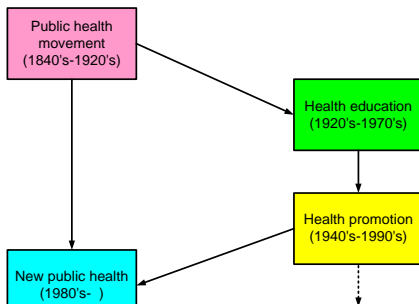 Public health
movement
(1840's-1920's)
Health education
(1920's-1970's)
Health promotion
(1940's-1990's)
New public health
(1980's-  )